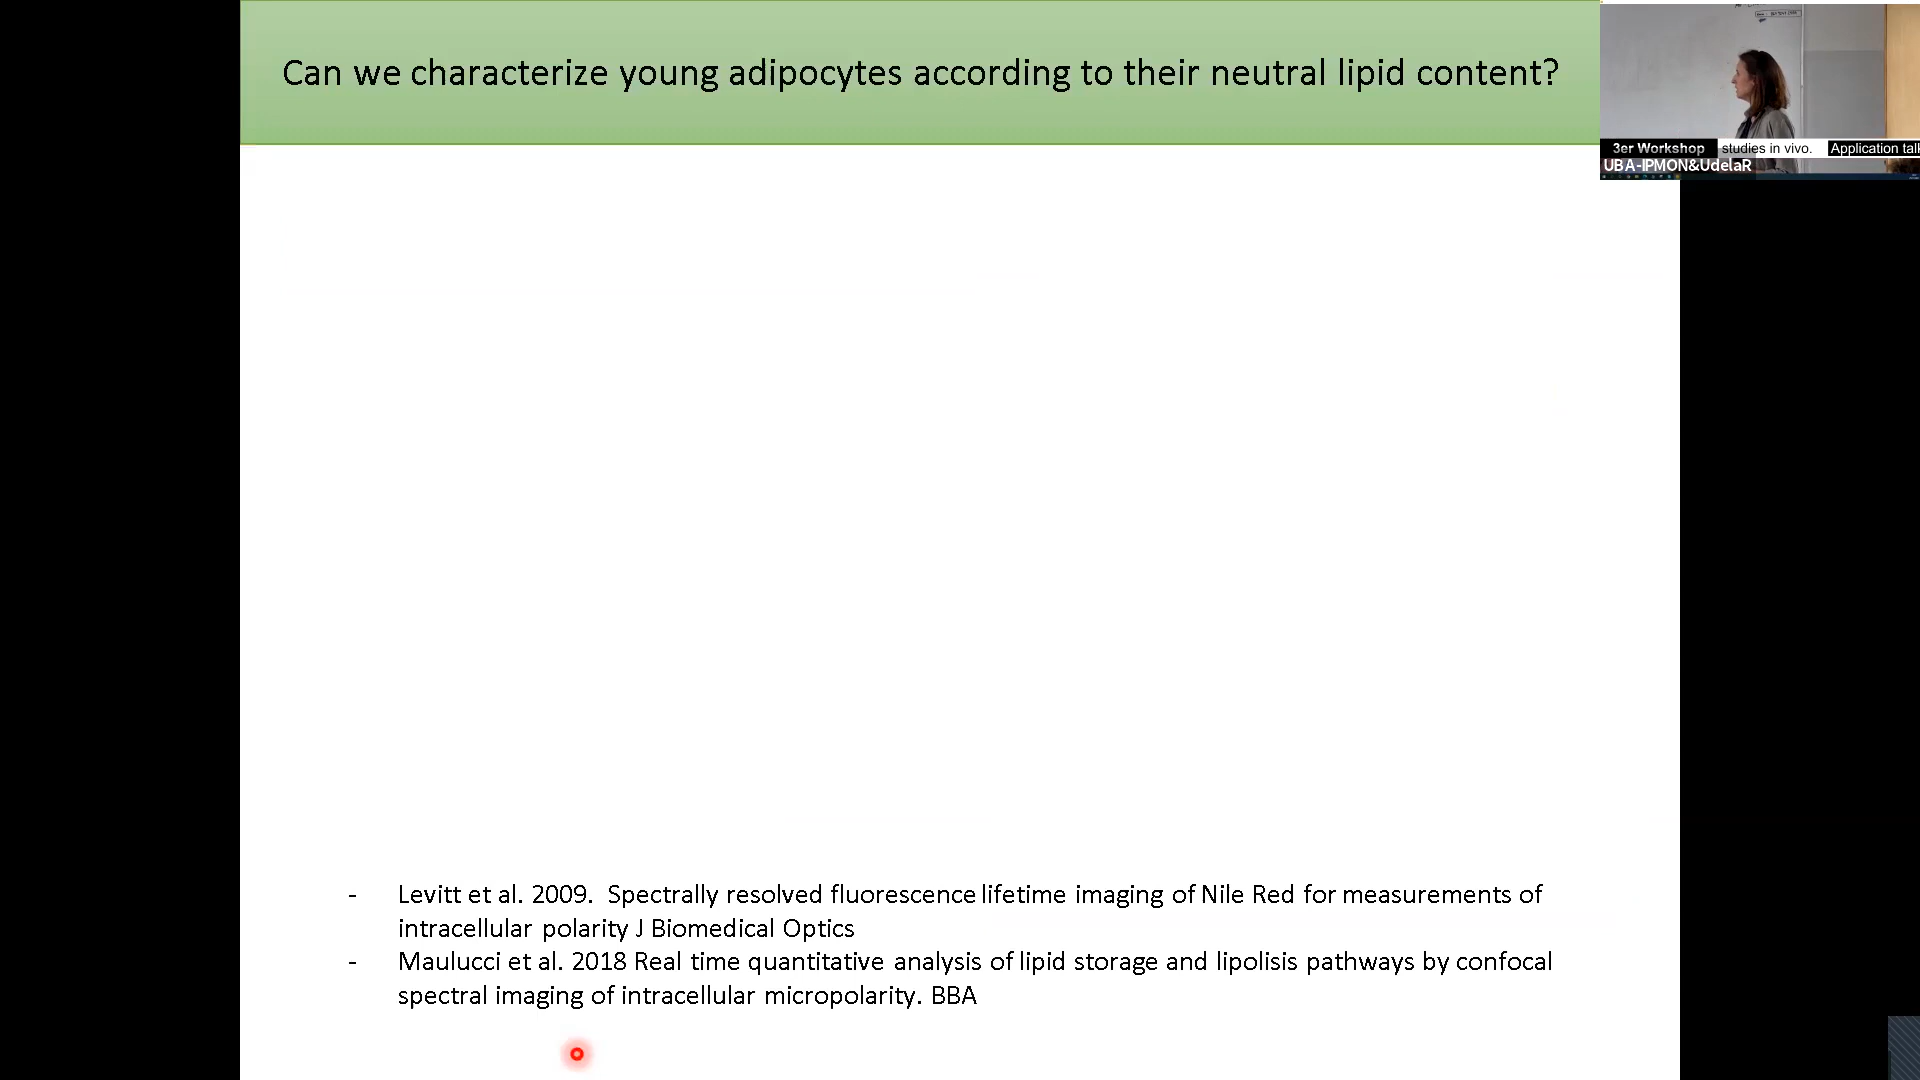 Can we characterize young adipocytes according to their neutral lipid content?
3er Workshop studies in vivo. Application talk
UBA-IPMON&UdelaR
- Levitt et al. 2009. Spectrally resolved fluorescence lifetime imaging of Nile Red for measurements of
intracellular polarity J Biomedical Optics
- Maulucci et al. 2018 Real time quantitative analysis of lipid storage and lipolisis pathways by confocal
spectral imaging of intracellular micropolarity. BBA